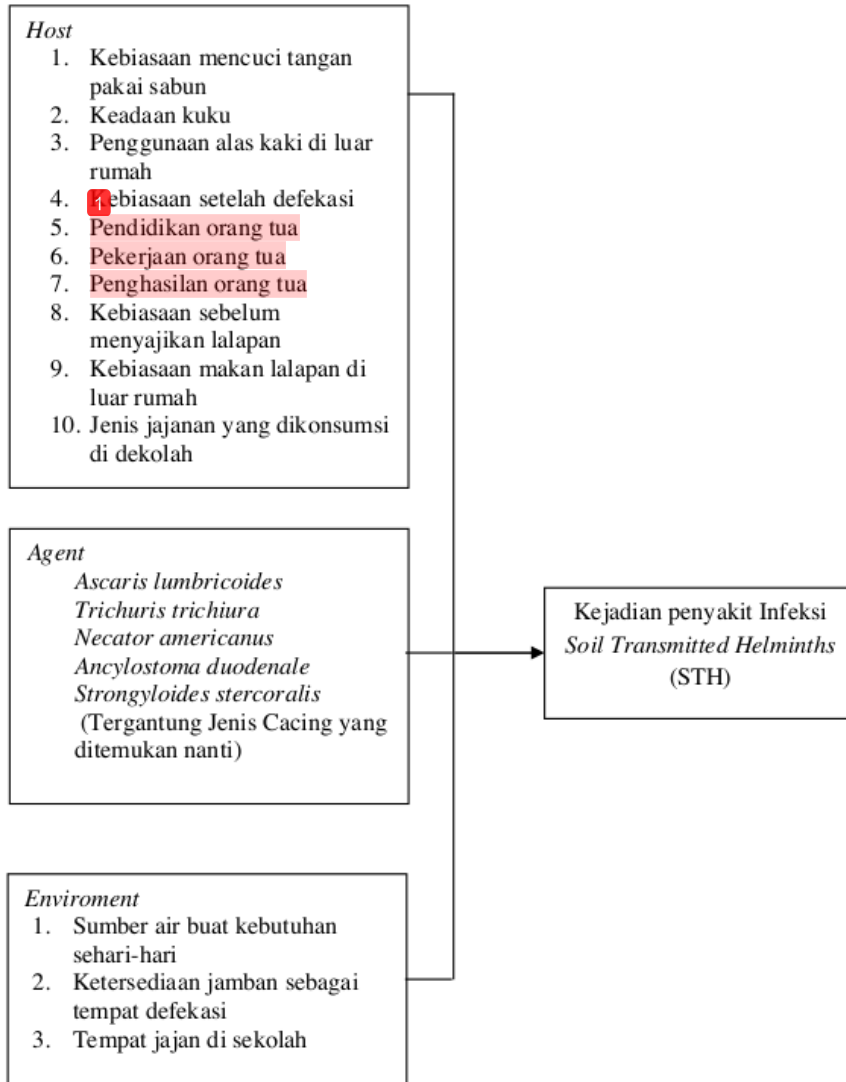 Host
1. Kebiasaan mencuci tangan
pakai sabun
2. Keadaan kuku
3. Penggunaan alas kaki di luar
rumah
4. Kebiasaan setelah defekasi
1
5. Pendidikan orang tua
6. Pekerjaan orang tua
7. Penghasilan orang tua
8. Kebiasaan sebelum
menyajikan lalapan
9. Kebiasaan makan lalapan di
luar rumah
10. Jenis jajanan yang dikonsumsi
di dekolah
Agent
Ascaris lumbricoides
Trichuris trichiura
Necator americanus
Ancylostoma duodenale
Strongyloides stercoralis
(Tergantung Jenis Cacing yang
ditemukan nanti)
Kejadian penyakit Infeksi
Soil Transmitted Helminths
(STH)
Enviroment
1. Sumber air buat kebutuhan
sehari-hari
2. Ketersediaan jamban sebagai
tempat defekasi
3. Tempat jajan di sekolah